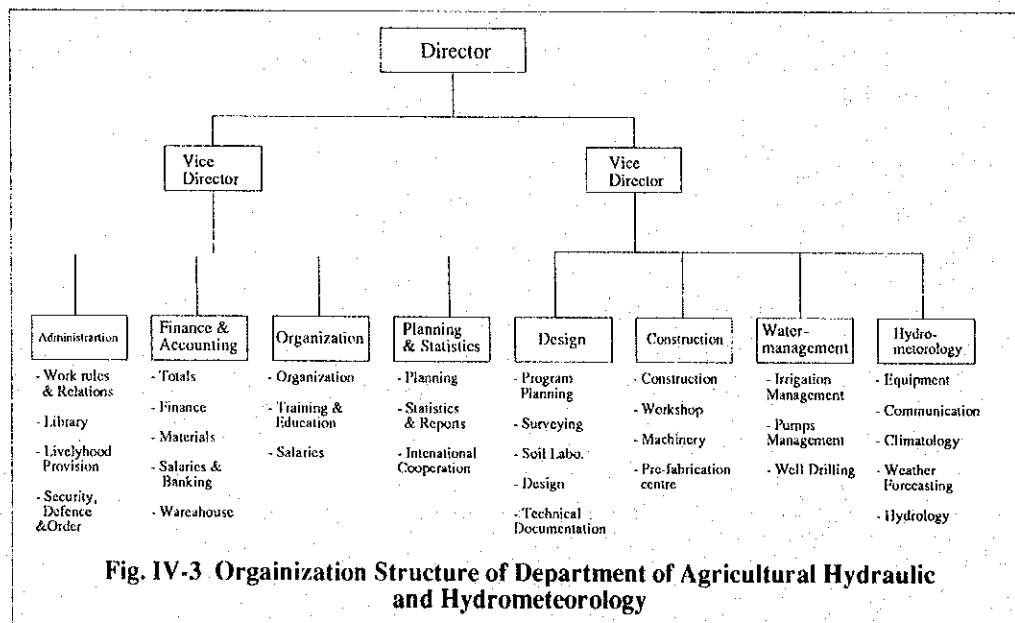 Director
Vice
Director
Vice
Director
Administration
- Work rules
& Relations
- Library
- Livelyhood
Provision
- Security,
Defence
&Order
Finance &
Accounting
- Totals
- Finance
- Materials
- Salaries &
Banking
- Warehouse
Organization
- Organization
- Training &
Education
- Salaries
Planning
& Statistics
- Planning
- Statistics
& Reports
- International
Cooperation
Design
- Program
Planning
- Surveying
- Soil Labo.
- Design
- Technical
Documentation
Construction
- Construction
- Workshop
- Machinery
- Pre-fabrication
centre
Water-
management
- Irrigation
Management
- Pumps
Management
- Well Drilling
Hydro-
metorology
- Equipment
- Communication
- Climatology
- Weather
Forecasting
- Hydrology
Fig. IV-3 Orgainization Structure of Department of Agricultural Hydraulic
and Hydrometeorology